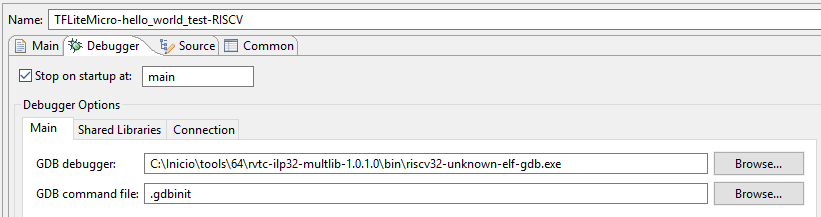 Name: TFLiteMicro-hello_world_test-RISCV
Main Debugger Source Common
Stop on startup at: main
Debugger Options
Main Shared Libraries Connection
GDB debugger: C:\Inicio\tools\64\rvtc-ilp32-multlib-1.0.1.0\bin\riscv32-unknown-elf-gdb.exe Browse...
GDB command file: .gdbinit Browse...